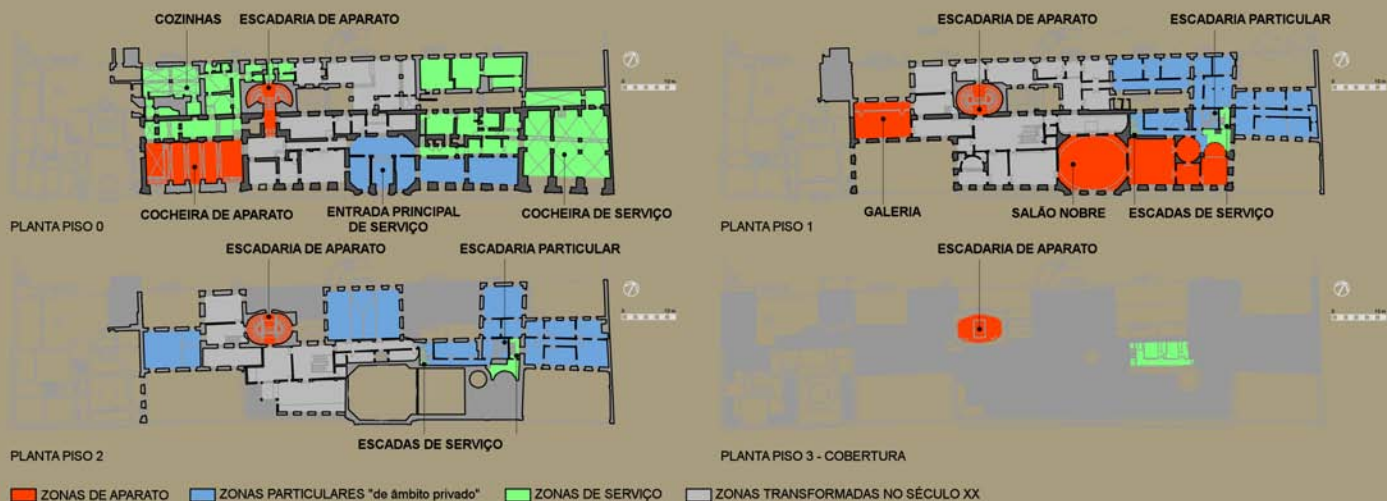 COZINHAS
ESCADARIA DE APARATO
COCHEIRA DE APARATO
ENTRADA PRINCIPAL
DE SERVIÇO
COCHEIRA DE SERVIÇO
PLANTA PISO 0
ESCADARIA DE APARATO
ESCADARIA PARTICULAR
GALERIA
SALÃO NOBRE
ESCADAS DE SERVIÇO
PLANTA PISO 1
ESCADARIA DE APARATO
ESCADARIA PARTICULAR
ESCADAS DE SERVIÇO
PLANTA PISO 2
ESCADARIA DE APARATO
PLANTA PISO 3 - COBERTURA
ZONAS DE APARATO
ZONAS PARTICULARES "de âmbito privado"
ZONAS DE SERVIÇO
ZONAS TRANSFORMADAS NO SÉCULO XX